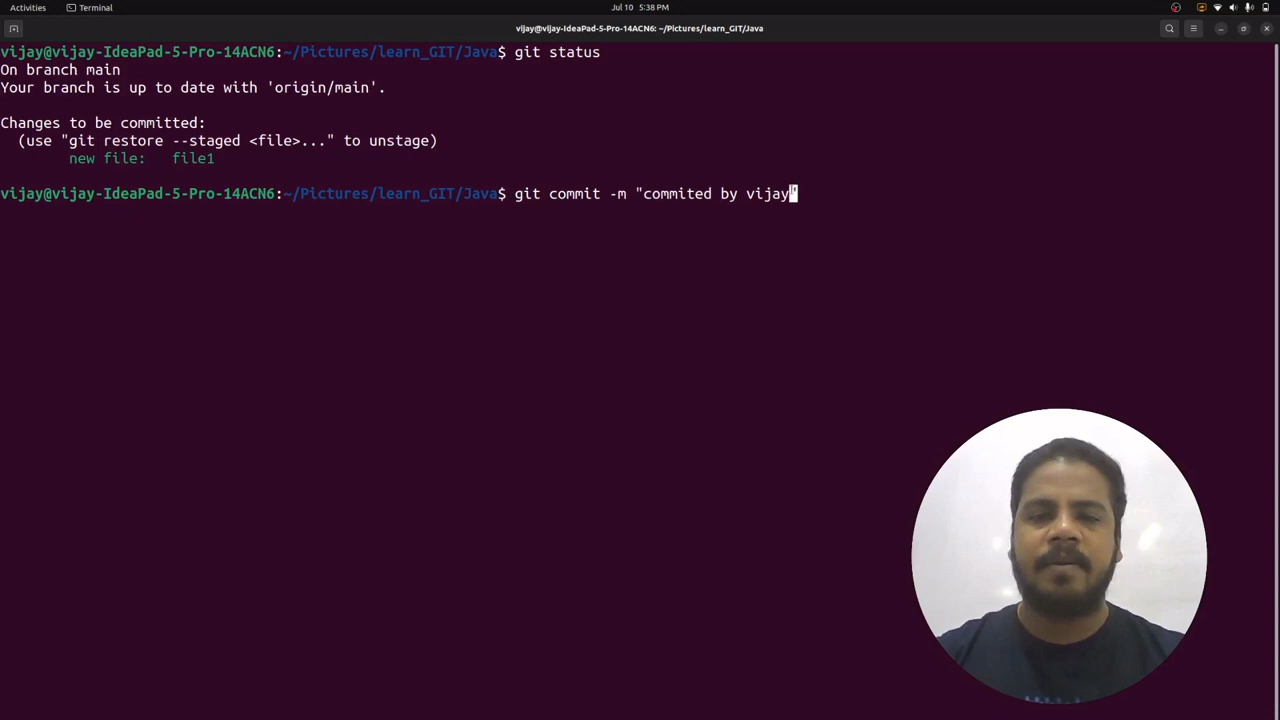 Activities
Terminal
Jul 10 5:38 PM
vijay@vijay-IdeaPad-5-Pro-14ACN6: ~/Pictures/learn_GIT/Java
vijay@vijay-IdeaPad-5-Pro-14ACN6:~/Pictures/learn_GIT/Java$ git status
On branch main
Your branch is up to date with 'origin/main'.
Changes to be committed:
(use "git restore --staged <file>..." to unstage)
new file: file1
vijay@vijay-IdeaPad-5-Pro-14ACN6:~/Pictures/learn_GIT/Java$ git commit -m "commited by vijay"